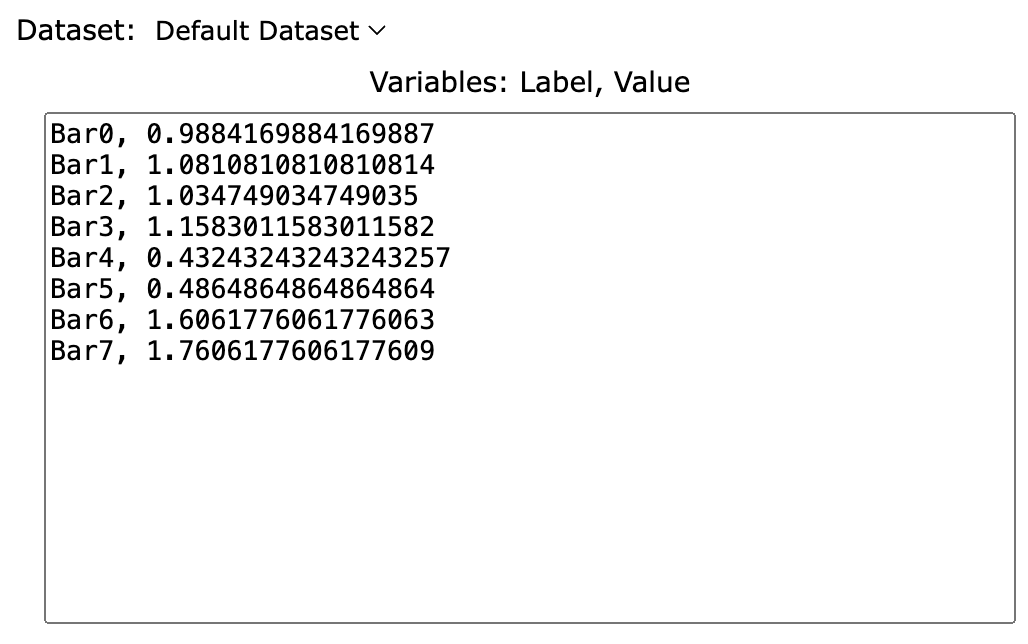 Dataset: Default Dataset
Variables: Label, Value
Bar0, 0.9884169884169887
Bar1, 1.0810810810810814
Bar2, 1.034749034749035
Bar3, 1.1583011583011582
Bar4, 0.43243243243243257
Bar5, 0.4864864864864864
Bar6, 1.6061776061776063
Bar7, 1.7606177606177609